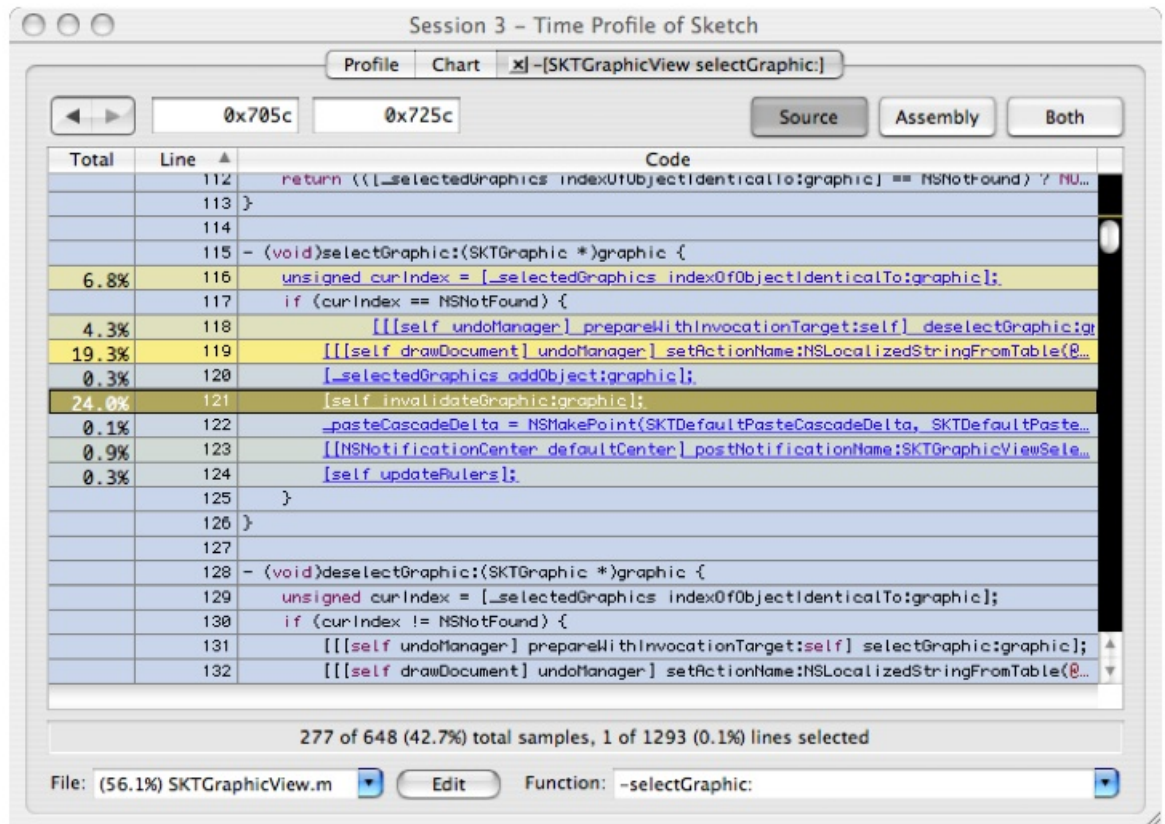 Session 3 – Time Profile of Sketch
Profile Chart x -[SKTGraphicView selectGraphic:]
0x705c 0x725c Source Assembly Both
Total Line Code
112 return (([_selectedGraphics indexOfObjectIdenticalTo:graphic] == NSNotFound) ? NO…
113 }
114
115 - (void)selectGraphic:(SKTGraphic *)graphic {
6.8% 116 unsigned curIndex = [_selectedGraphics indexOfObjectIdenticalTo:graphic];
117 if (curIndex == NSNotFound) {
4.3% 118 [[[self undoManager] prepareWithInvocationTarget:self] deselectGraphic:gr
19.3% 119 [[[self drawDocument] undoManager] setActionName:NSLocalizedStringFromTable(@…
0.3% 120 [_selectedGraphics addObject:graphic];
24.0% 121 [self invalidateGraphic:graphic];
0.1% 122 _pasteCascadeDelta = NSMakePoint(SKTDefaultPasteCascadeDelta, SKTDefaultPaste…
0.9% 123 [[NSNotificationCenter defaultCenter] postNotificationName:SKTGraphicViewSele…
0.3% 124 [self updateRulers];
125 }
126 }
127
128 - (void)deselectGraphic:(SKTGraphic *)graphic {
129 unsigned curIndex = [_selectedGraphics indexOfObjectIdenticalTo:graphic];
130 if (curIndex != NSNotFound) {
131 [[[self undoManager] prepareWithInvocationTarget:self] selectGraphic:graphic];
132 [[[self drawDocument] undoManager] setActionName:NSLocalizedStringFromTable(@…
277 of 648 (42.7%) total samples, 1 of 1293 (0.1%) lines selected
File: (56.1%) SKTGraphicView.m Edit Function: -selectGraphic: